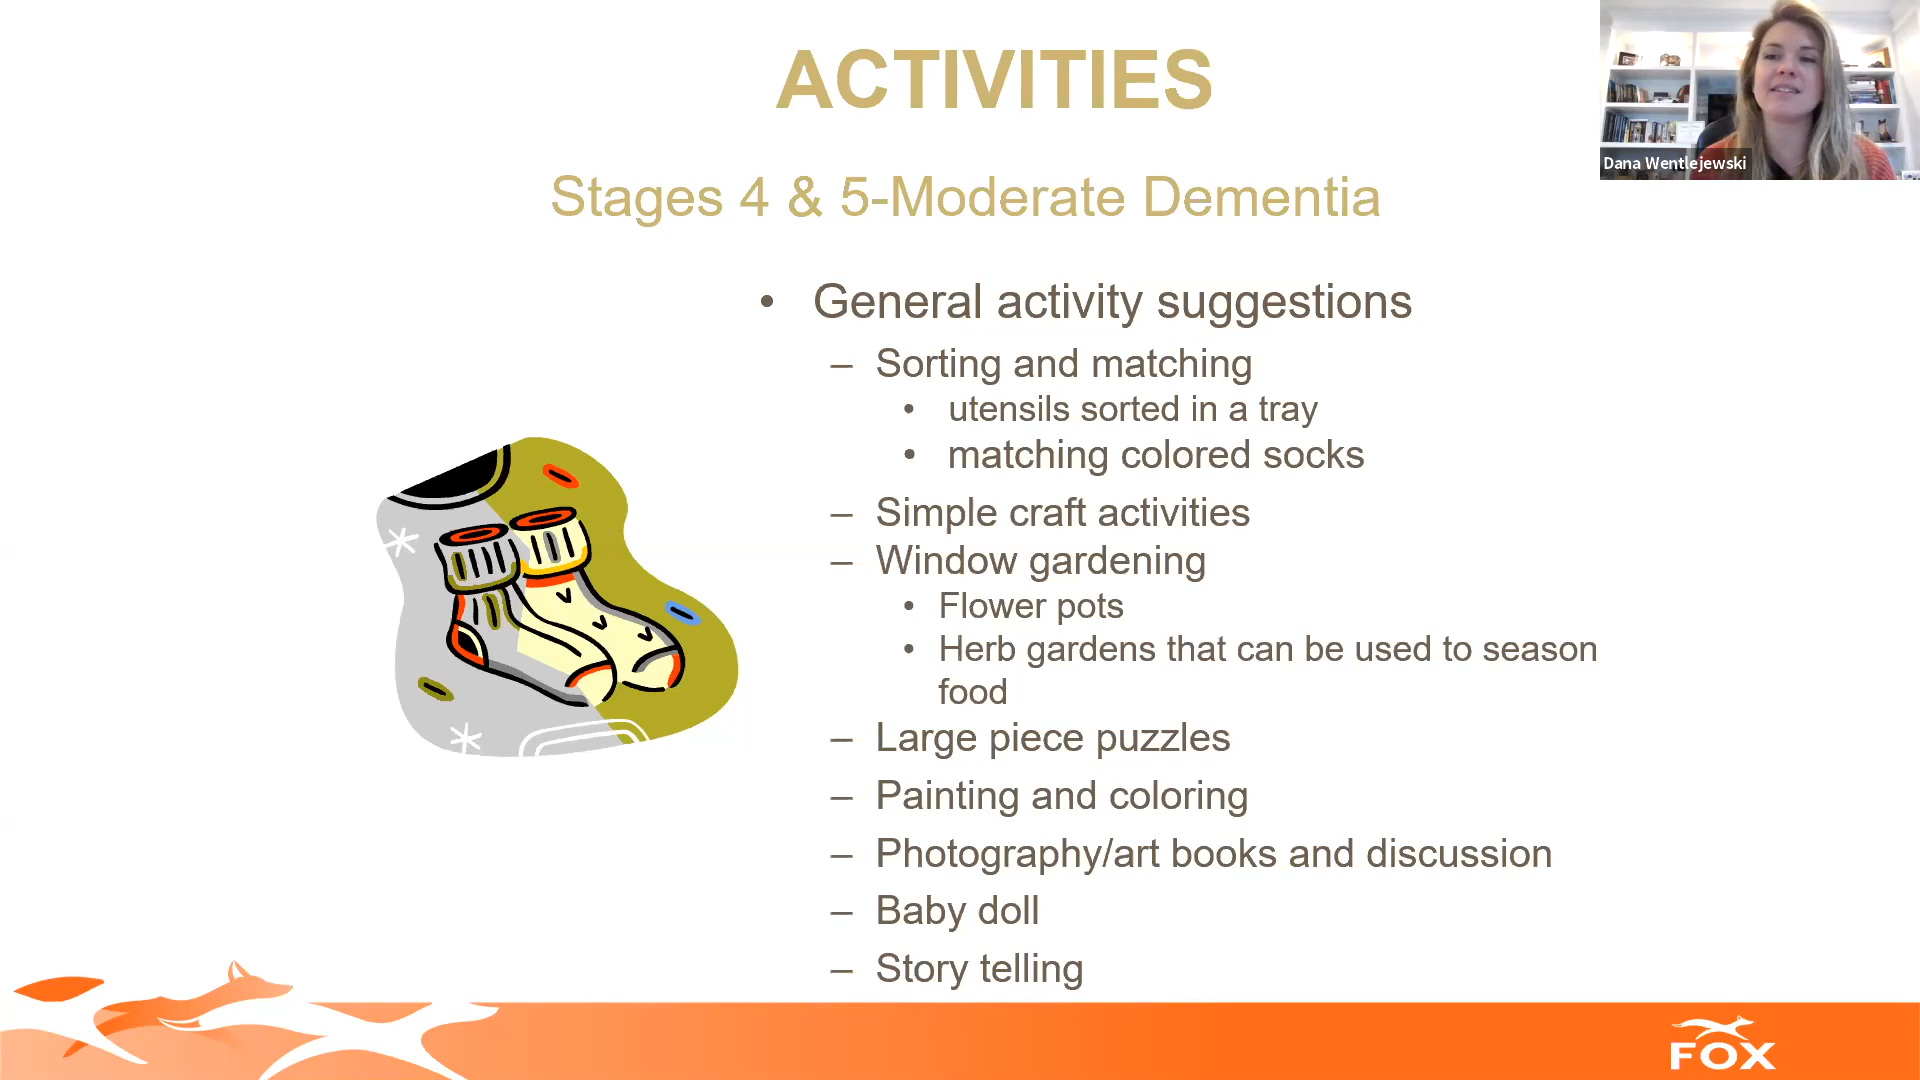 ACTIVITIES
Stages 4 & 5-Moderate Dementia
• General activity suggestions
– Sorting and matching
• utensils sorted in a tray
• matching colored socks
– Simple craft activities
– Window gardening
• Flower pots
• Herb gardens that can be used to season
food
– Large piece puzzles
– Painting and coloring
– Photography/art books and discussion
– Baby doll
– Story telling
Dana Wentlejewski
FOX